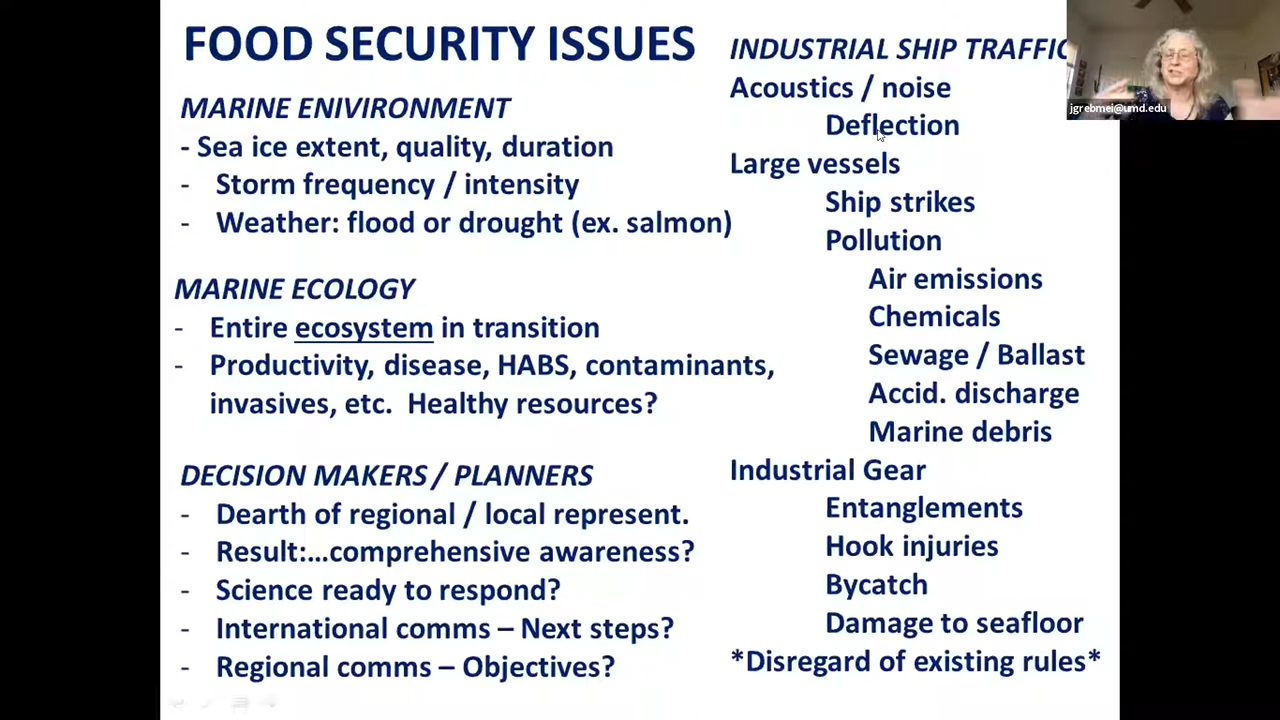 FOOD SECURITY ISSUES
MARINE ENIVIRONMENT
- Sea ice extent, quality, duration
- Storm frequency / intensity
- Weather: flood or drought (ex. salmon)
MARINE ECOLOGY
- Entire ecosystem in transition
- Productivity, disease, HABS, contaminants,
invasives, etc. Healthy resources?
DECISION MAKERS / PLANNERS
- Dearth of regional / local represent.
- Result:...comprehensive awareness?
- Science ready to respond?
- International comms – Next steps?
- Regional comms – Objectives?
INDUSTRIAL SHIP TRAFFIC
Acoustics / noise
Deflection
Large vessels
Ship strikes
Pollution
Air emissions
Chemicals
Sewage / Ballast
Accid. discharge
Marine debris
Industrial Gear
Entanglements
Hook injuries
Bycatch
Damage to seafloor
*Disregard of existing rules*
jgrebmei@umd.edu